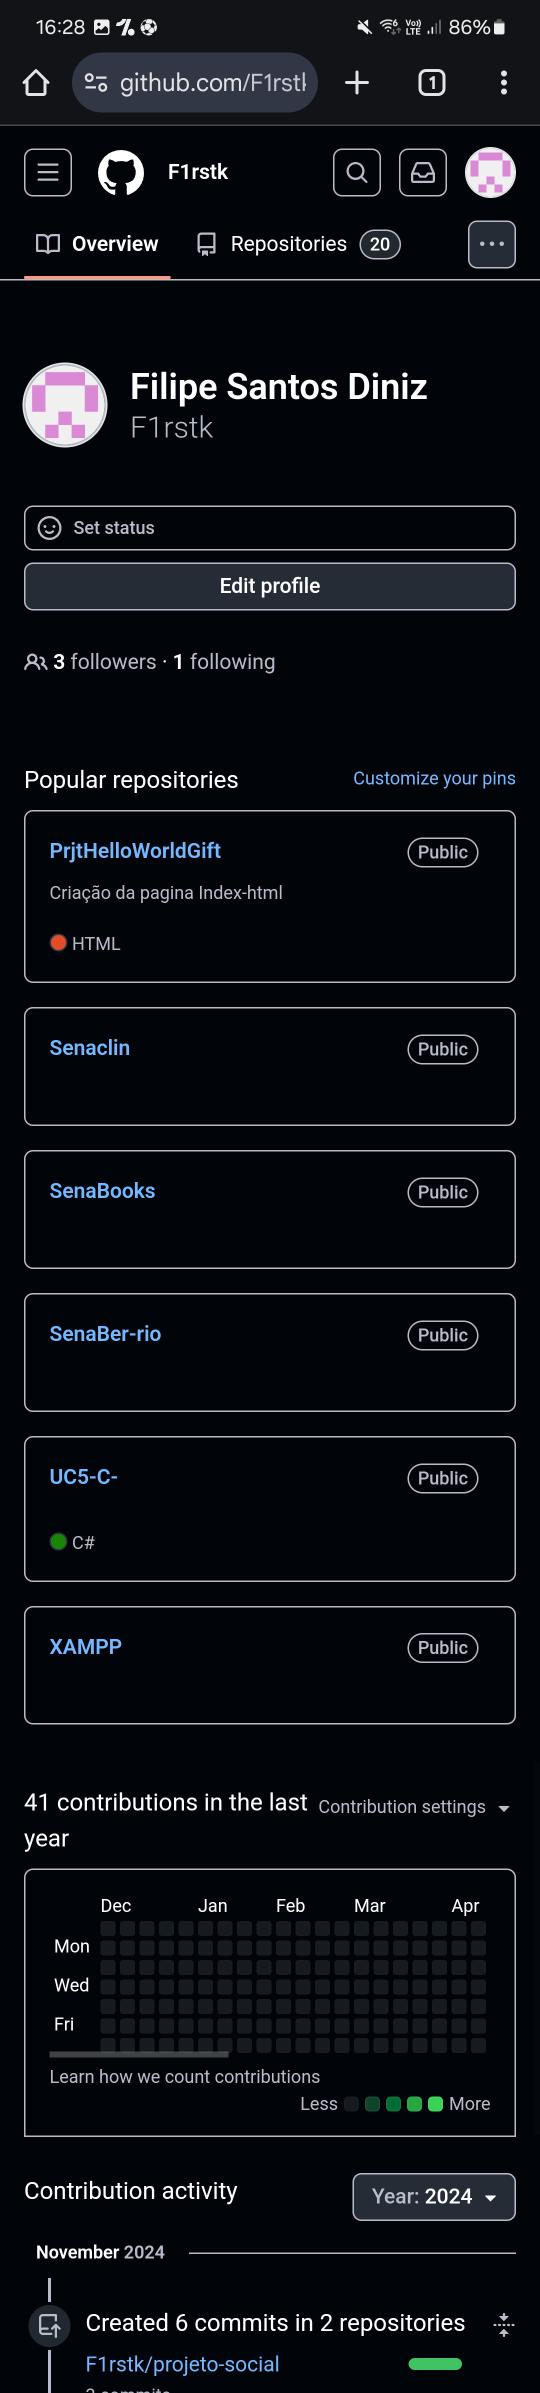 16:28
86%
github.com/F1rstk
1
F1rstk
Overview
Repositories 20
Filipe Santos Diniz
F1rstk
Set status
Edit profile
3 followers · 1 following
Popular repositories
Customize your pins
PrjtHelloWorldGift
Public
Criação da pagina Index-html
HTML
Senaclin
Public
SenaBooks
Public
SenaBer-rio
Public
UC5-C-
Public
C#
XAMPP
Public
41 contributions in the last
year
Contribution settings
Dec Jan Feb Mar Apr
Mon
Wed
Fri
Learn how we count contributions
Less More
Contribution activity
Year: 2024
November 2024
Created 6 commits in 2 repositories
F1rstk/projeto-social